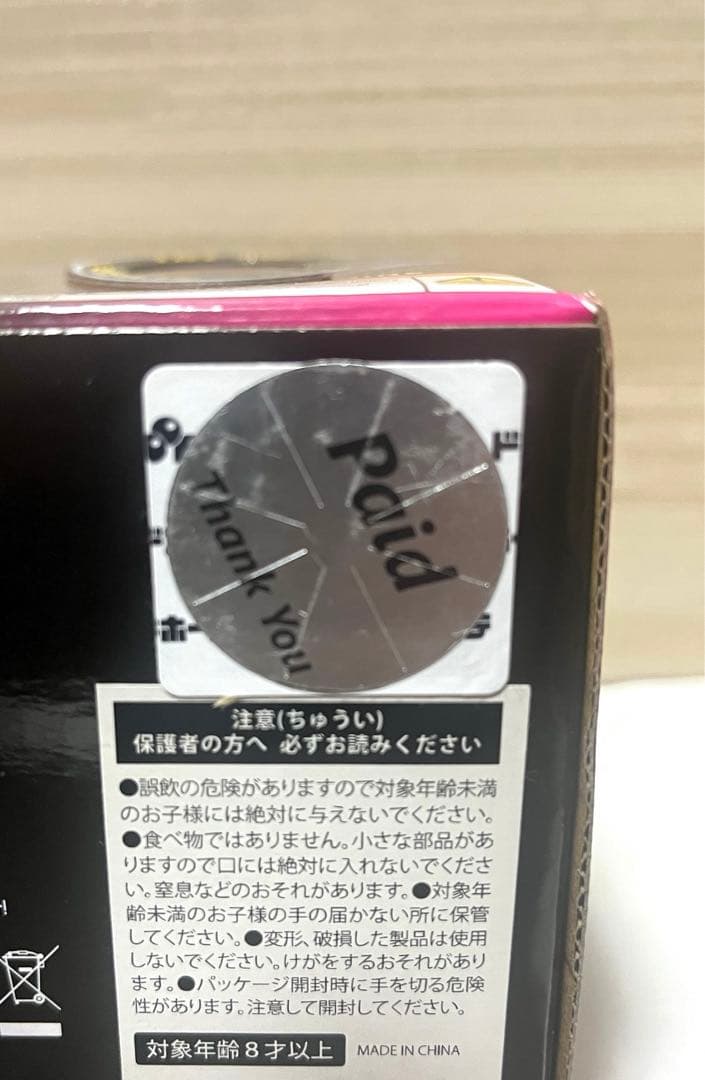 Paid
Thank You
ホー
注意(ちゅうい)
保護者の方へ 必ずお読みください
●誤飲の危険がありますので対象年齢未満
のお子様には絶対に与えないでください。
●食べ物ではありません。小さな部品があ
りますので口には絶対に入れないでくださ
い。窒息などのおそれがあります。●対象年
齢未満のお子様の手の届かない所に保管
してください。●変形、破損した製品は使用
しないでください。けがをするおそれがあり
ます。●パッケージ開封時に手を切る危険
性があります。注意して開封してください。
対象年齢8才以上 MADE IN CHINA